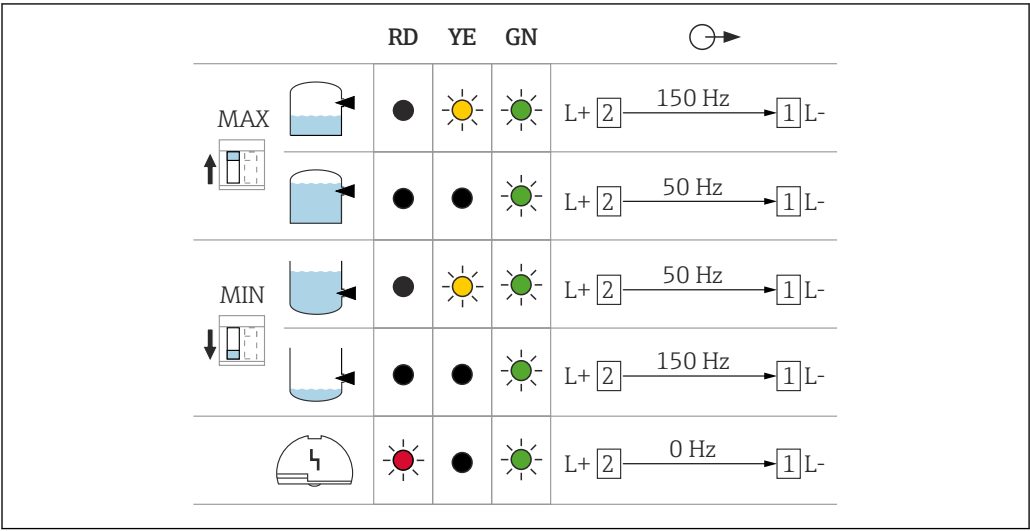 RD YE GN
MAX
L+ 2 150 Hz 1 L-
L+ 2 50 Hz 1 L-
MIN
L+ 2 50 Hz 1 L-
L+ 2 150 Hz 1 L-
L+ 2 0 Hz 1 L-